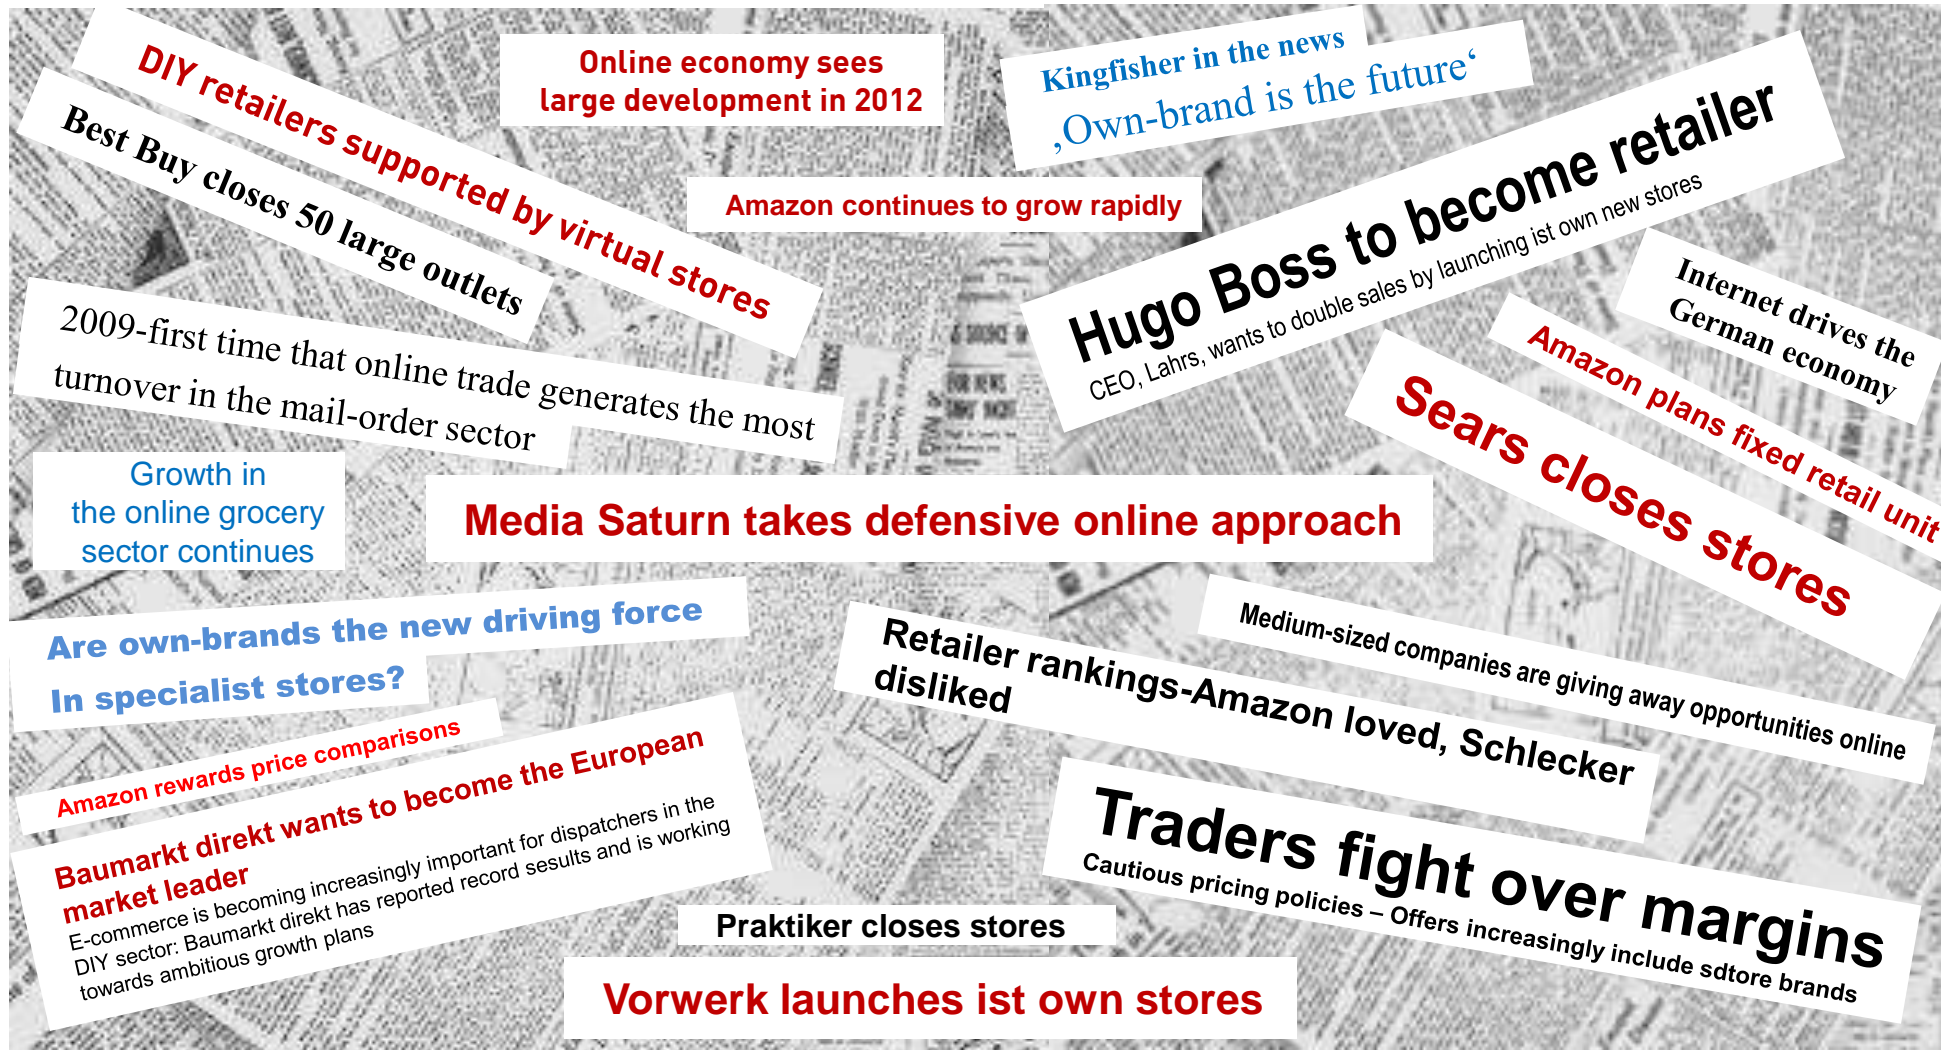 DIY retailers supported by virtual stores
Online economy sees
large development in 2012
Kingfisher in the news
‚Own-brand is the future‘
Best Buy closes 50 large outlets
Amazon continues to grow rapidly
Hugo Boss to become retailer
CEO, Lahrs, wants to double sales by launching ist own new stores
Internet drives the
German economy
2009-first time that online trade generates the most
turnover in the mail-order sector
Amazon plans fixed retail unit
Sears closes stores
Growth in
the online grocery
sector continues
Media Saturn takes defensive online approach
Are own-brands the new driving force
In specialist stores?
Retailer rankings-Amazon loved, Schlecker
disliked
Medium-sized companies are giving away opportunities online
Amazon rewards price comparisons
Baumarkt direkt wants to become the European
market leader
E-commerce is becoming increasingly important for dispatchers in the
DIY sector: Baumarkt direkt has reported record sesults and is working
towards ambitious growth plans
Traders fight over margins
Cautious pricing policies – Offers increasingly include sdtore brands
Praktiker closes stores
Vorwerk launches ist own stores